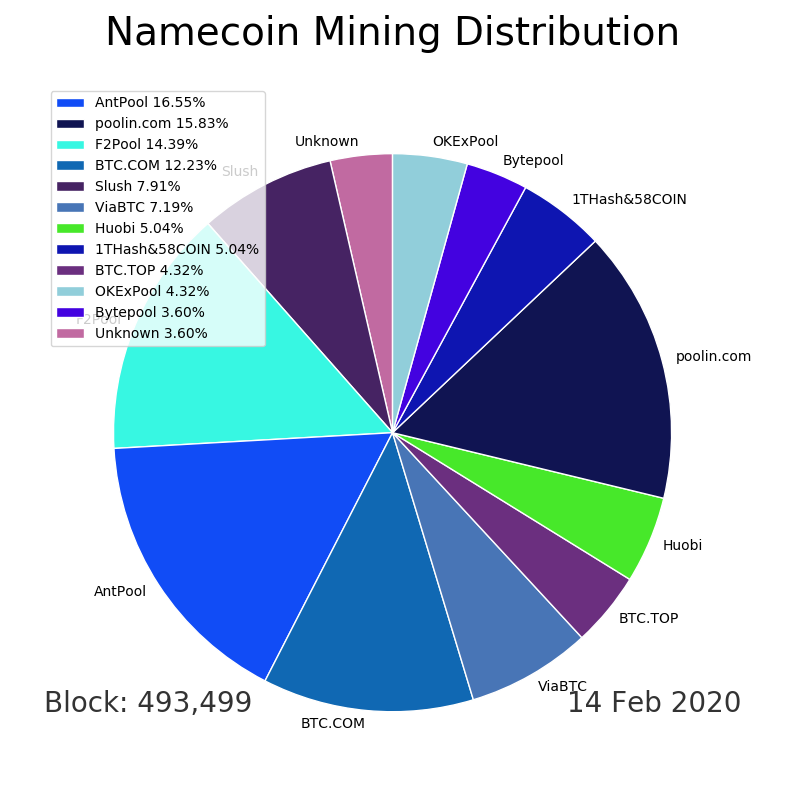 Namecoin Mining Distribution
AntPool 16.55%
poolin.com 15.83%
F2Pool 14.39%
BTC.COM 12.23%
Slush 7.91%
ViaBTC 7.19%
Huobi 5.04%
1THash&58COIN 5.04%
BTC.TOP 4.32%
OKExPool 4.32%
Bytepool 3.60%
Unknown 3.60%
Unknown
OKExPool
Bytepool
Slush
1THash&58COIN
F2Pool
poolin.com
Huobi
AntPool
BTC.TOP
ViaBTC
BTC.COM
Block: 493,499
14 Feb 2020